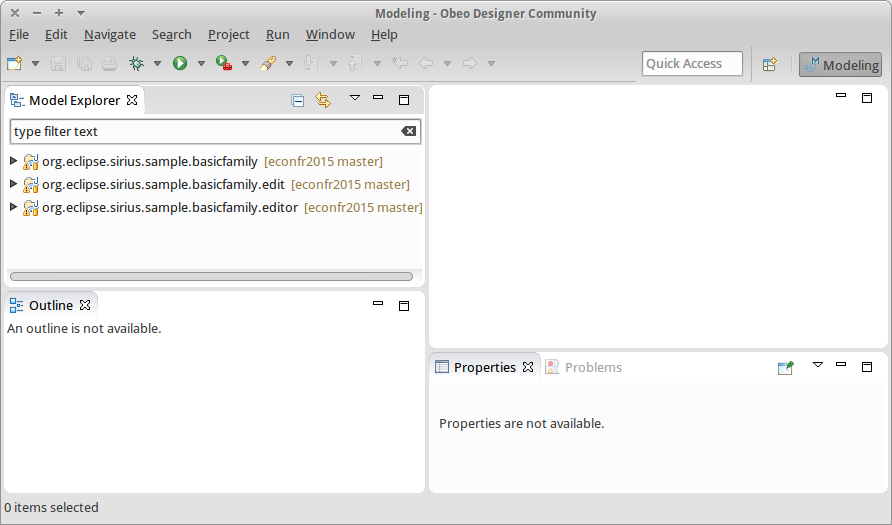 Modeling - Obeo Designer Community
File Edit Navigate Search Project Run Window Help
Quick Access
Modeling
Model Explorer
type filter text
org.eclipse.sirius.sample.basicfamily [econfr2015 master]
org.eclipse.sirius.sample.basicfamily.edit [econfr2015 master]
org.eclipse.sirius.sample.basicfamily.editor [econfr2015 master]
Outline
An outline is not available.
Properties Problems
Properties are not available.
0 items selected